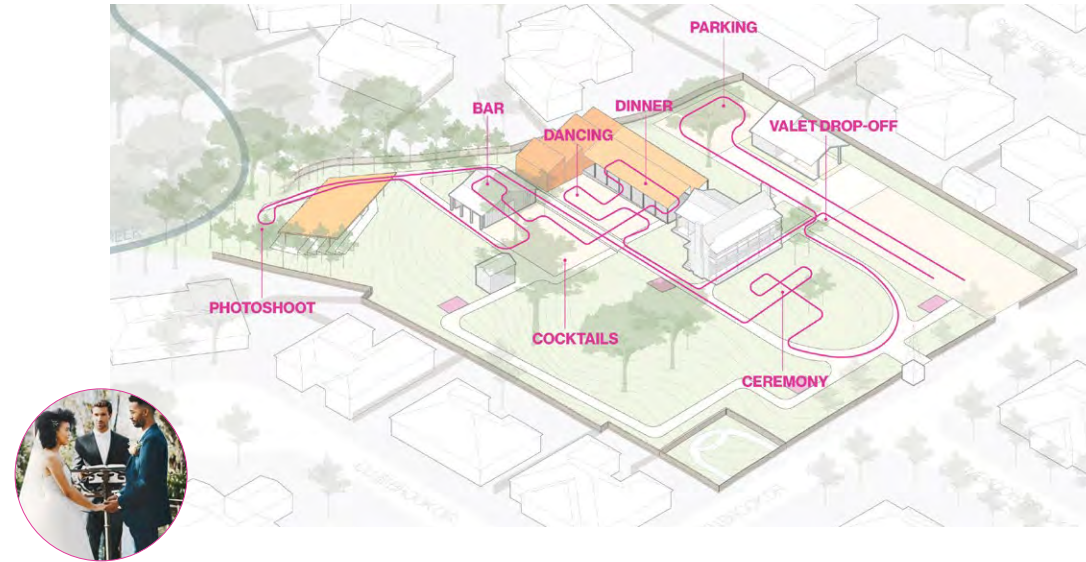 PARKING
BAR
DINNER
VALET DROP-OFF
DANCING
PHOTOSHOOT
COCKTAILS
CEREMONY